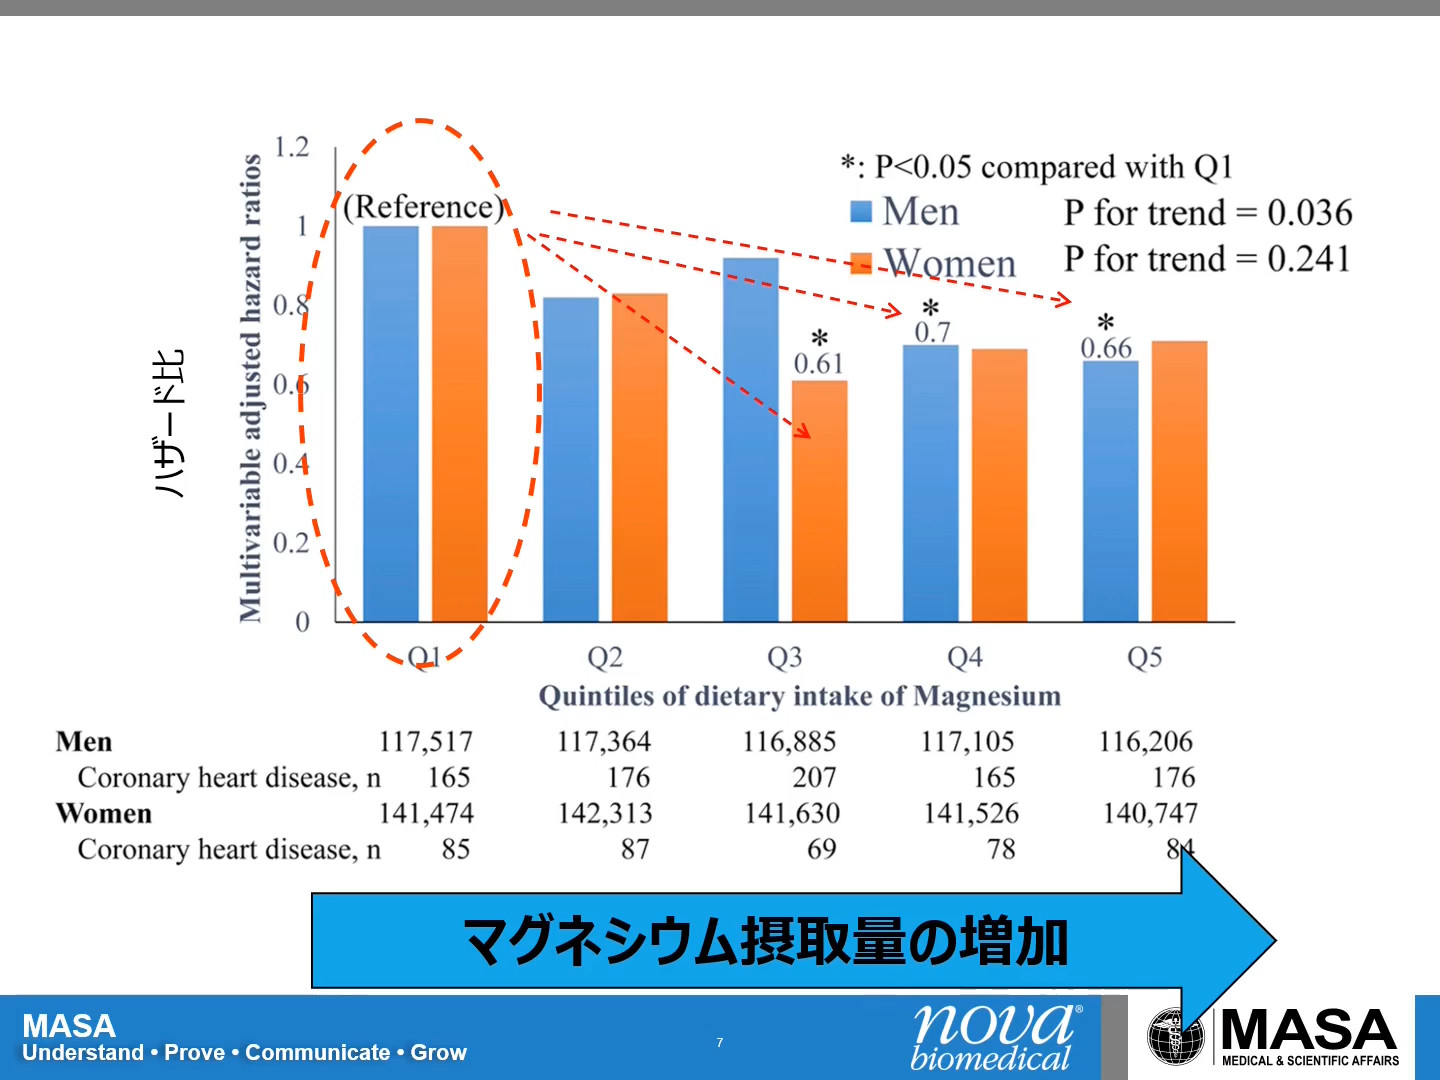 ハザード比
Multivariable adjusted hazard ratios
1.2
1
0.8
0.6
0.4
0.2
0
(Reference)
*: P<0.05 compared with Q1
Men P for trend = 0.036
Women P for trend = 0.241
*
0.61
*
0.7
*
0.66
Q1 Q2 Q3 Q4 Q5
Quintiles of dietary intake of Magnesium
Men 117,517 117,364 116,885 117,105 116,206
Coronary heart disease, n 165 176 207 165 176
Women 141,474 142,313 141,630 141,526 140,747
Coronary heart disease, n 85 87 69 78 84
マグネシウム摂取量の増加
MASA
Understand • Prove • Communicate • Grow
7
nova®
biomedical
MASA
MEDICAL & SCIENTIFIC AFFAIRS